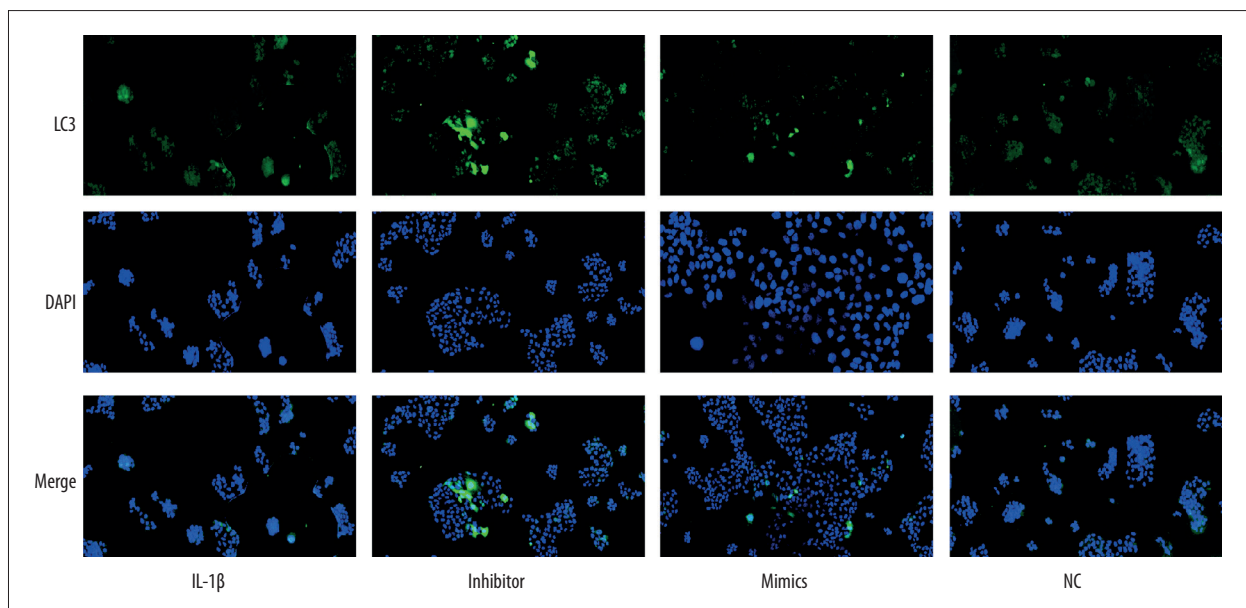 LC3
DAPI
Merge
IL-1β
Inhibitor
Mimics
NC